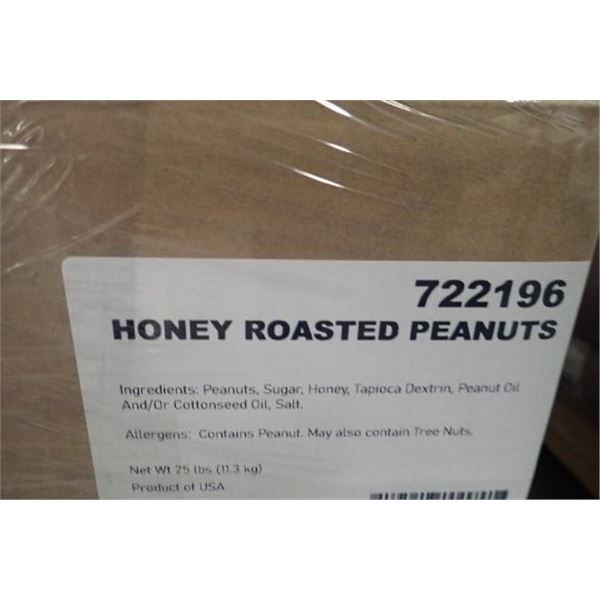 722196
HONEY ROASTED PEANUTS
Ingredients: Peanuts, Sugar, Honey, Tapioca Dextrin, Peanut Oil
And/Or Cottonseed Oil, Salt.
Allergens: Contains Peanut. May also contain Tree Nuts.
Net Wt 25 lbs (11.3 kg)
Product of USA